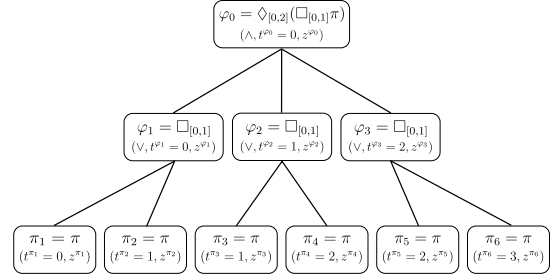 φ₀ = ◊_[0,2](□_[0,1]π)
(∧, t^φ₀ = 0, z^φ₀)
φ₁ = □_[0,1]
(∨, t^φ₁ = 0, z^φ₁)
φ₂ = □_[0,1]
(∨, t^φ₂ = 1, z^φ₂)
φ₃ = □_[0,1]
(∨, t^φ₃ = 2, z^φ₃)
π₁ = π
(t^π₁ = 0, z^π₁)
π₂ = π
(t^π₂ = 1, z^π₂)
π₃ = π
(t^π₃ = 1, z^π₃)
π₄ = π
(t^π₄ = 2, z^π₄)
π₅ = π
(t^π₅ = 2, z^π₅)
π₆ = π
(t^π₆ = 3, z^π₆)